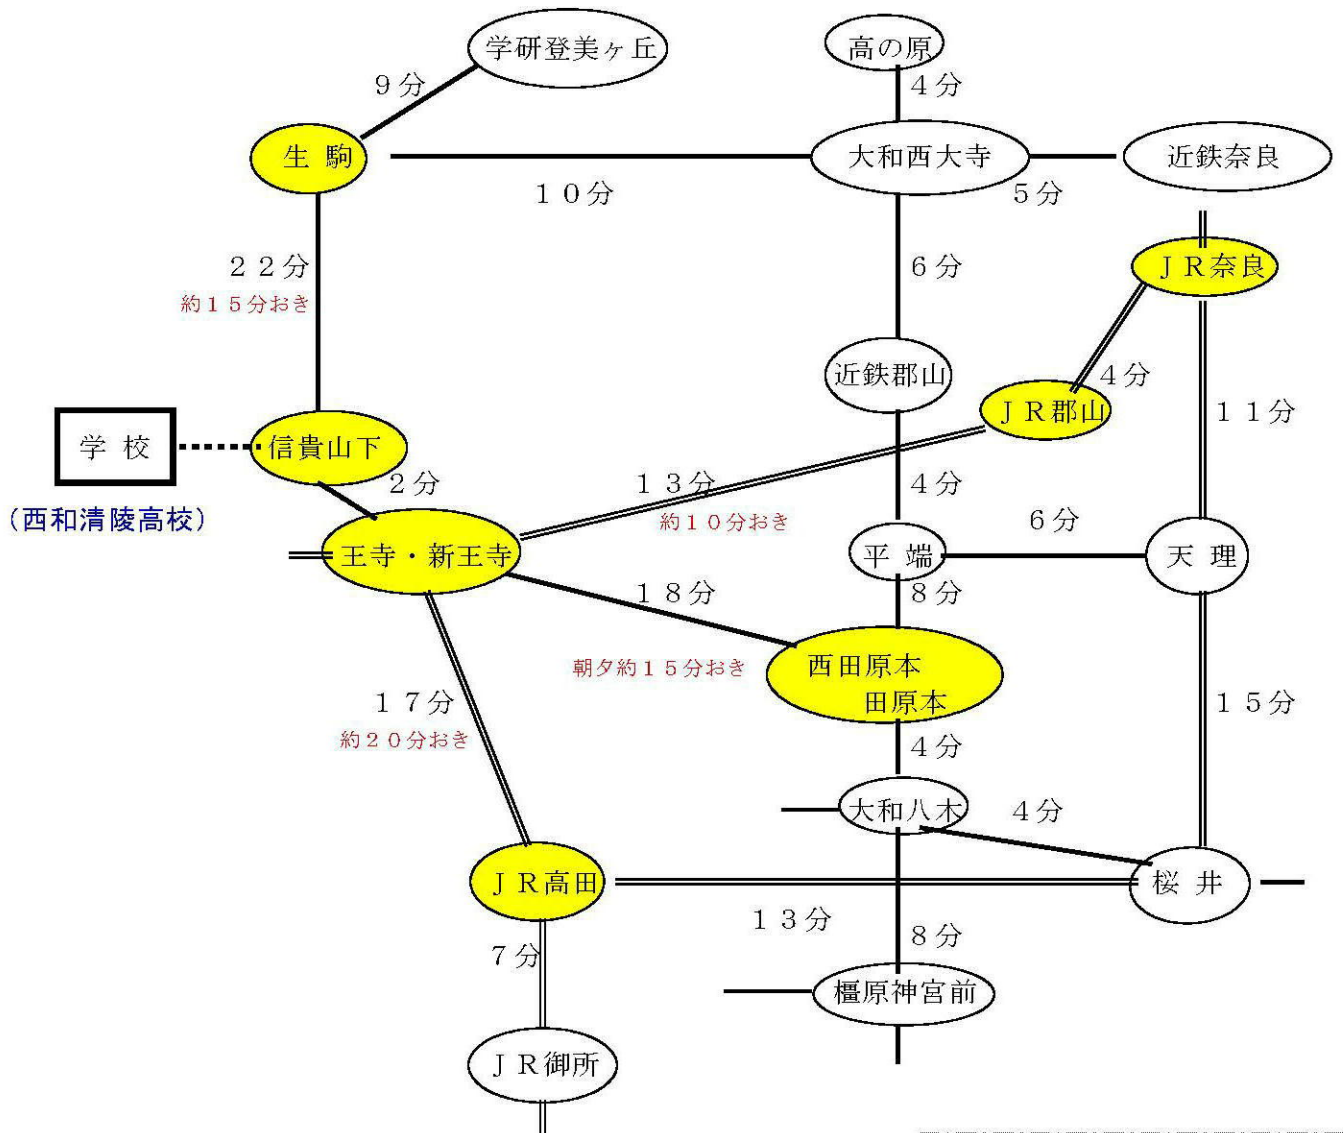 学研登美ヶ丘
高の原
９分
４分
生 駒
大和西大寺
近鉄奈良
１０分
５分
２２分
約１５分おき
６分
ＪＲ奈良
近鉄郡山
４分
ＪＲ郡山
１１分
学 校
信貴山下
２分
１３分
約１０分おき
４分
６分
（西和清陵高校）
王寺・新王寺
平 端
天 理
１８分
８分
朝夕約１５分おき
西田原本
田原本
１７分
約２０分おき
１５分
４分
大和八木
４分
ＪＲ高田
桜 井
１３分
８分
７分
橿原神宮前
ＪＲ御所